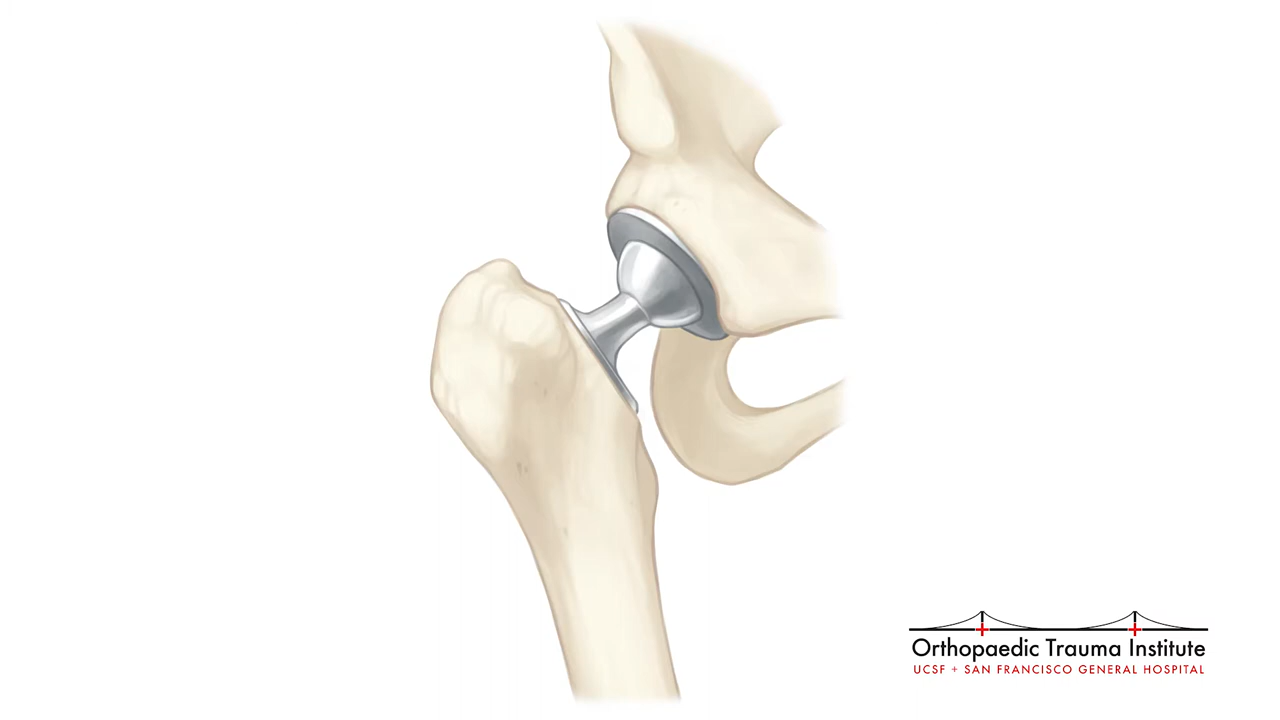 Orthopaedic Trauma Institute
UCSF + SAN FRANCISCO GENERAL HOSPITAL